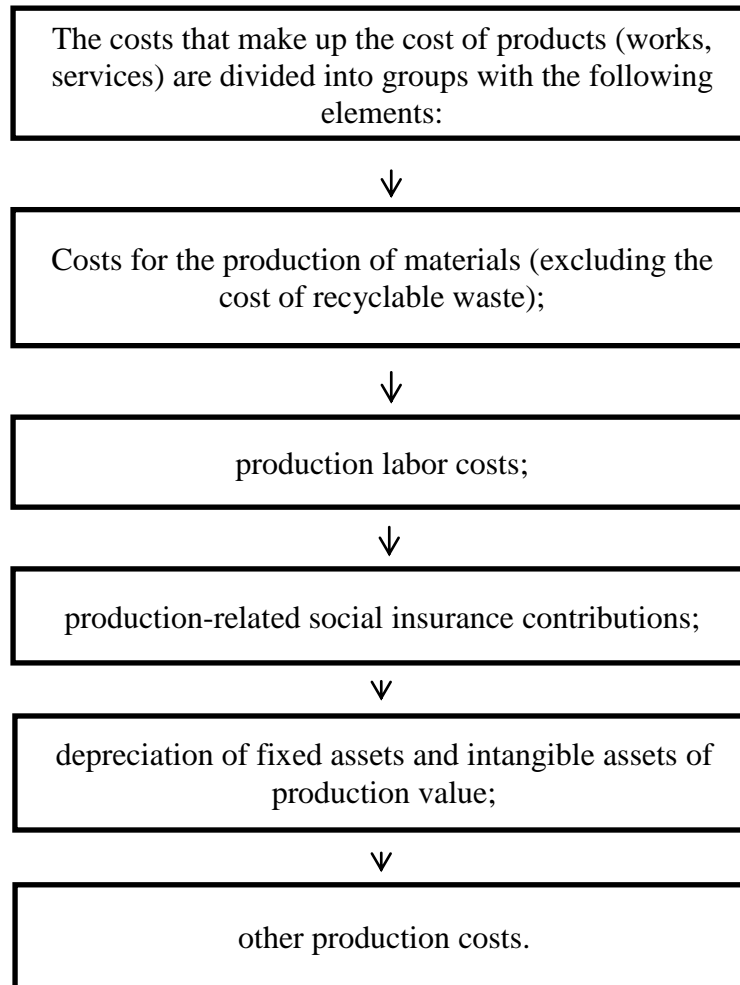 The costs that make up the cost of products (works,
services) are divided into groups with the following
elements:
Costs for the production of materials (excluding the
cost of recyclable waste);
production labor costs;
production-related social insurance contributions;
depreciation of fixed assets and intangible assets of
production value;
other production costs.